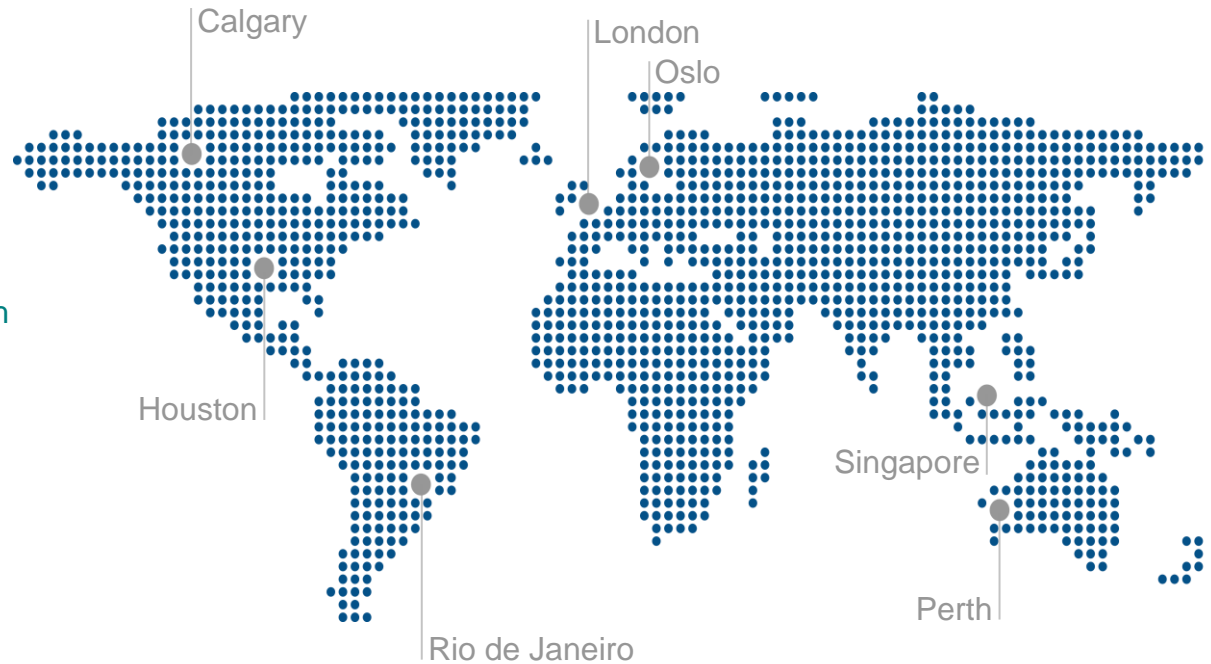 Calgary
London
Oslo
n
Houston
Singapore
Perth
Rio de Janeiro